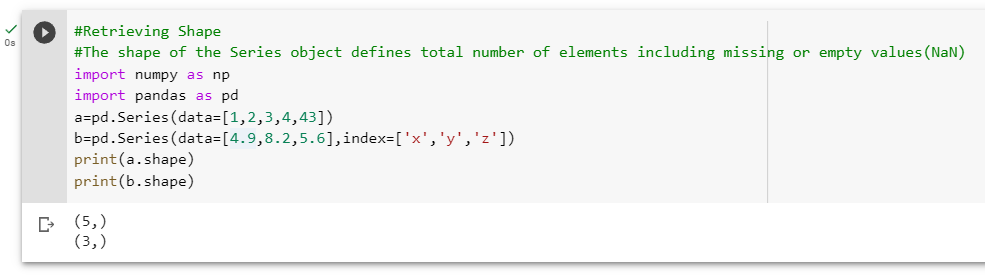 #Retrieving Shape
#The shape of the Series object defines total number of elements including missing or empty values(NaN)
0s
import numpy as np
import pandas as pd
a=pd.Series(data=[1,2,3,4,43])
b=pd.Series(data=[4.9,8.2,5.6],index=['x','y','z'])
print(a.shape)
print(b.shape)
(5,)
(3,)